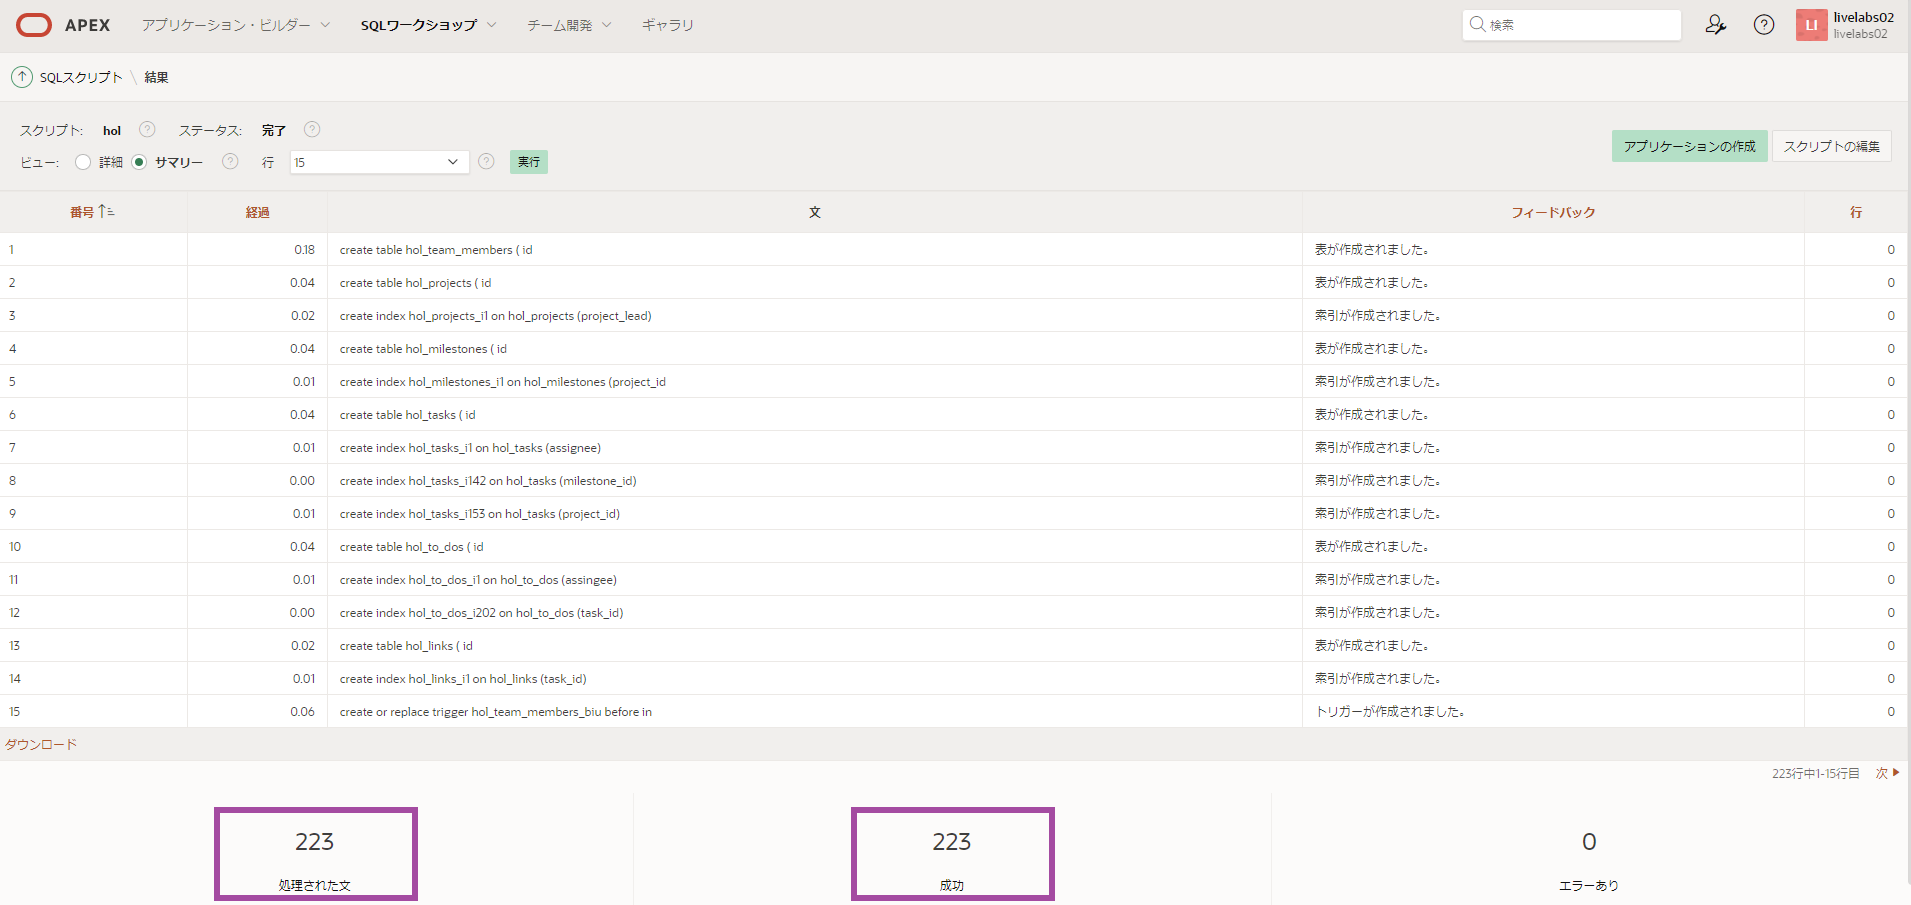 APEX アプリケーション・ビルダー SQLワークショップ チーム開発 ギャラリ 検索 LI livelabs02
livelabs02
SQLスクリプト \ 結果
スクリプト: hol ? ステータス: 完了 ?
ビュー: 詳細 サマリー ? 行 15 ? 実行 アプリケーションの作成 スクリプトの編集
番号 経過 文 フィードバック 行
1 0.18 create table hol_team_members ( id 表が作成されました。 0
2 0.04 create table hol_projects ( id 表が作成されました。 0
3 0.02 create index hol_projects_i1 on hol_projects (project_lead) 索引が作成されました。 0
4 0.04 create table hol_milestones ( id 表が作成されました。 0
5 0.01 create index hol_milestones_i1 on hol_milestones (project_id 索引が作成されました。 0
6 0.04 create table hol_tasks ( id 表が作成されました。 0
7 0.01 create index hol_tasks_i1 on hol_tasks (assignee) 索引が作成されました。 0
8 0.00 create index hol_tasks_i142 on hol_tasks (milestone_id) 索引が作成されました。 0
9 0.01 create index hol_tasks_i153 on hol_tasks (project_id) 索引が作成されました。 0
10 0.04 create table hol_to_dos ( id 表が作成されました。 0
11 0.01 create index hol_to_dos_i1 on hol_to_dos (assingee) 索引が作成されました。 0
12 0.00 create index hol_to_dos_i202 on hol_to_dos (task_id) 索引が作成されました。 0
13 0.02 create table hol_links ( id 表が作成されました。 0
14 0.01 create index hol_links_i1 on hol_links (task_id) 索引が作成されました。 0
15 0.06 create or replace trigger hol_team_members_biu before in トリガーが作成されました。 0
ダウンロード
223行中1-15行目 次
223 223 0
処理された文 成功 エラーあり